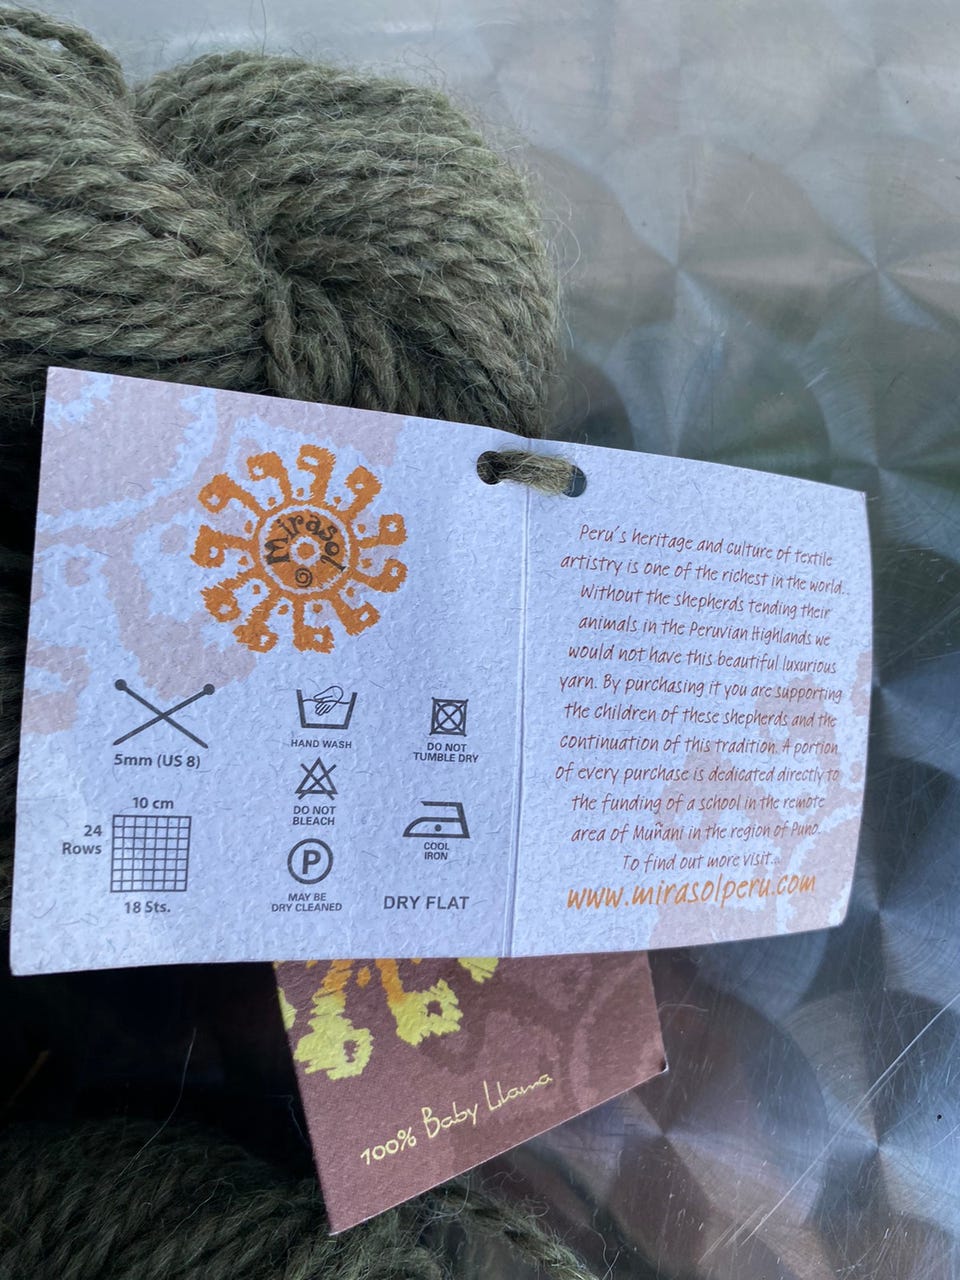 Mirasol
5mm (US 8)
10 cm
24
Rows
18 Sts.
HAND WASH
DO NOT
BLEACH
P
MAY BE
DRY CLEANED
DO NOT
TUMBLE DRY
COOL
IRON
DRY FLAT
Peru's heritage and culture of textile
artistry is one of the richest in the world.
Without the shepherds tending their
animals in the Peruvian Highlands we
would not have this beautiful luxurious
yarn. By purchasing it you are supporting
the children of these shepherds and the
continuation of this tradition. A portion
of every purchase is dedicated directly to
the funding of a school in the remote
area of Muñani in the region of Puno.
To find out more visit...
www.mirasolperu.com
100% Baby Llama